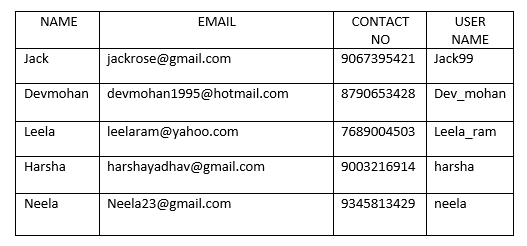 NAME EMAIL CONTACT NO USER NAME
Jack jackrose@gmail.com 9067395421 Jack99
Devmohan devmohan1995@hotmail.com 8790653428 Dev_mohan
Leela leelaram@yahoo.com 7689004503 Leela_ram
Harsha harshayadhav@gmail.com 9003216914 harsha
Neela Neela23@gmail.com 9345813429 neela